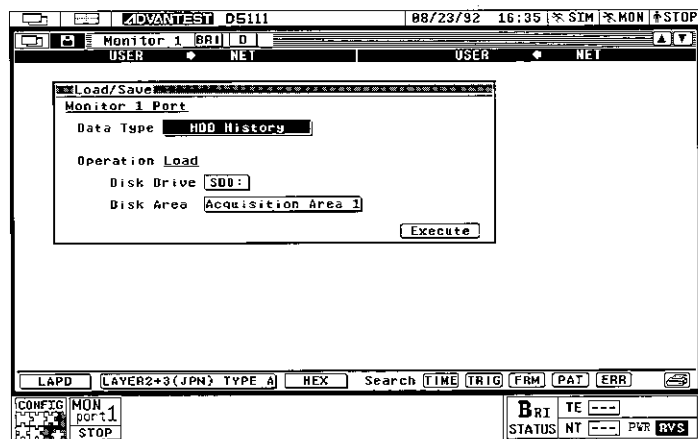 ADVANTEST D5111 08/23/92 16:35 SIM MON STOP
Monitor 1 BRI D
USER NET USER NET
Load/Save
Monitor 1 Port
Data Type HDD History
Operation Load
Disk Drive SD0:
Disk Area Acquisition Area 1
Execute
LAPD LAYER2+3(JPN) TYPE A HEX Search TIME TRIG FRM PAT ERR
CONFIG MON port1 STOP
BRI STATUS TE --- NT --- PWR RVS